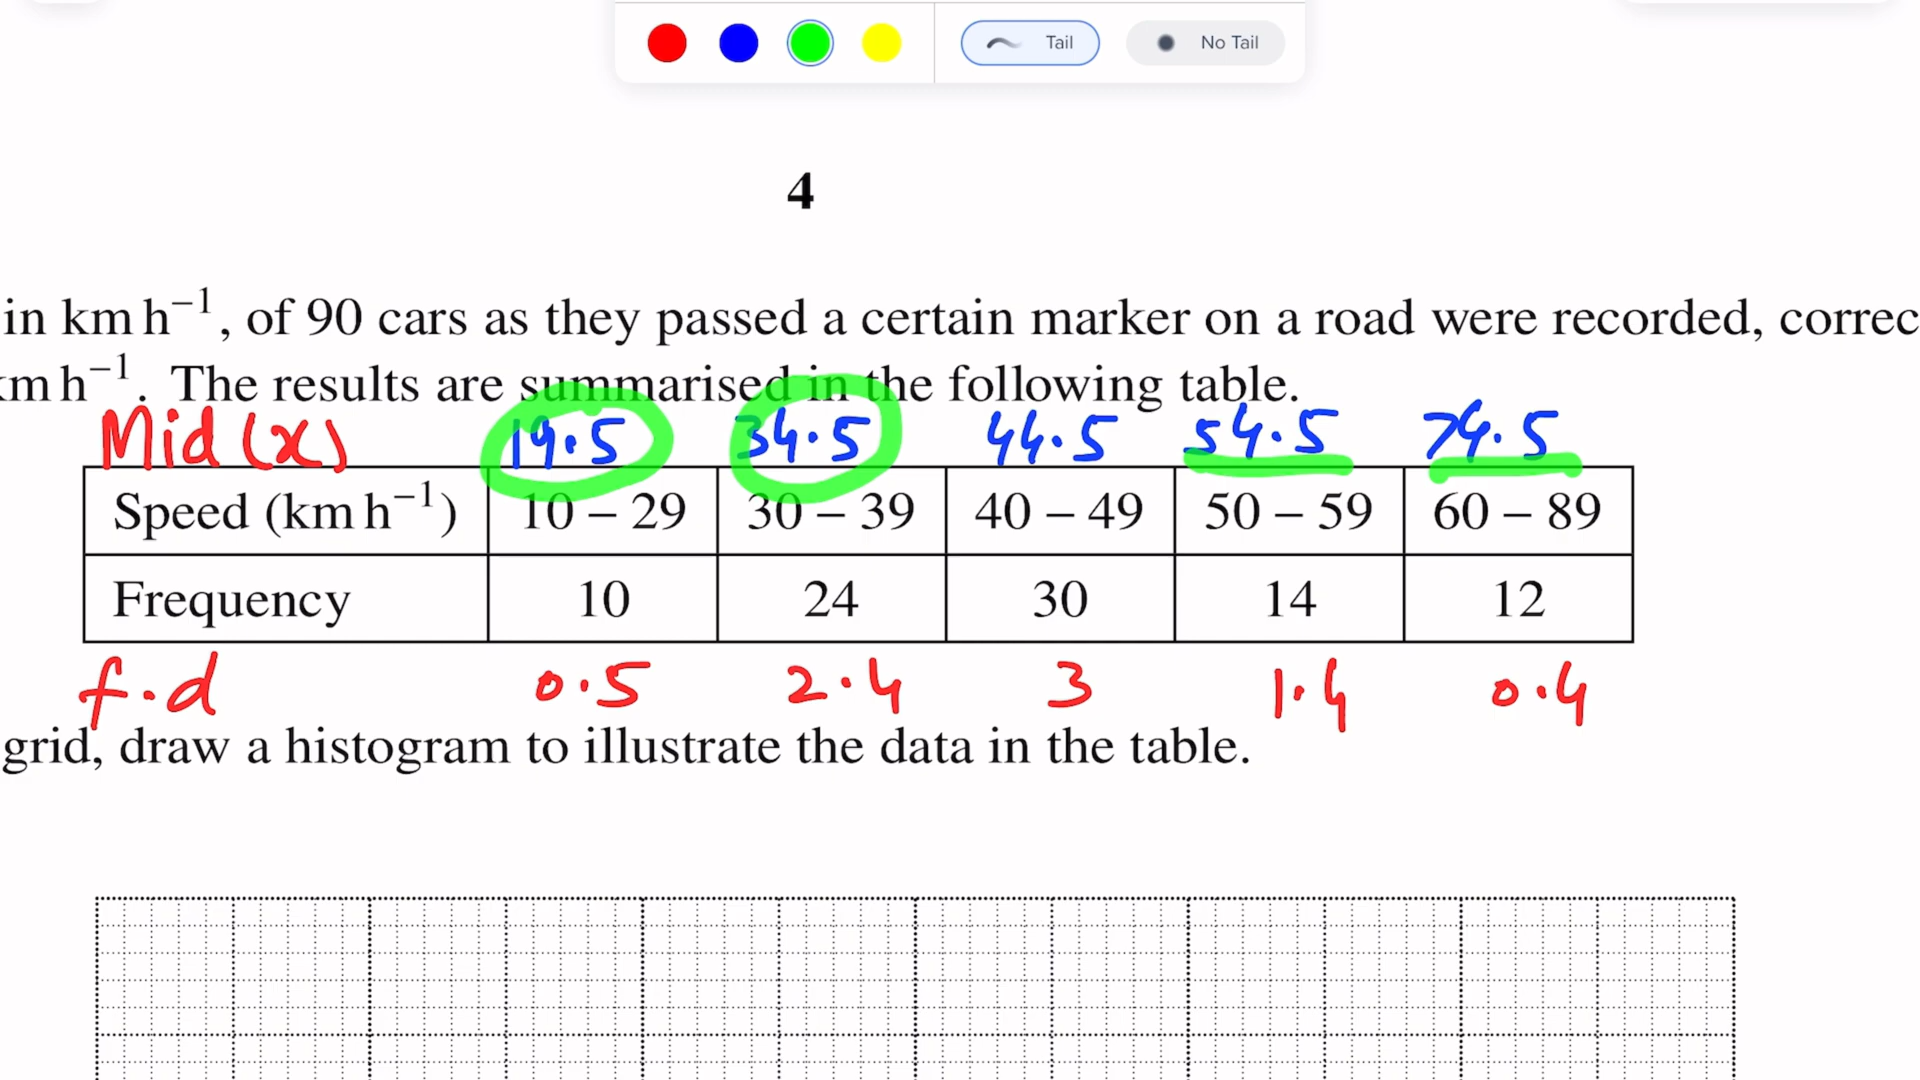 Tail No Tail
4
in km h⁻¹, of 90 cars as they passed a certain marker on a road were recorded, correc
km h⁻¹. The results are summarised in the following table.
Mid (x) 19.5 34.5 44.5 54.5 74.5
Speed (km h⁻¹) 10 – 29 30 – 39 40 – 49 50 – 59 60 – 89
Frequency 10 24 30 14 12
f.d 0.5 2.4 3 1.4 0.4
grid, draw a histogram to illustrate the data in the table.